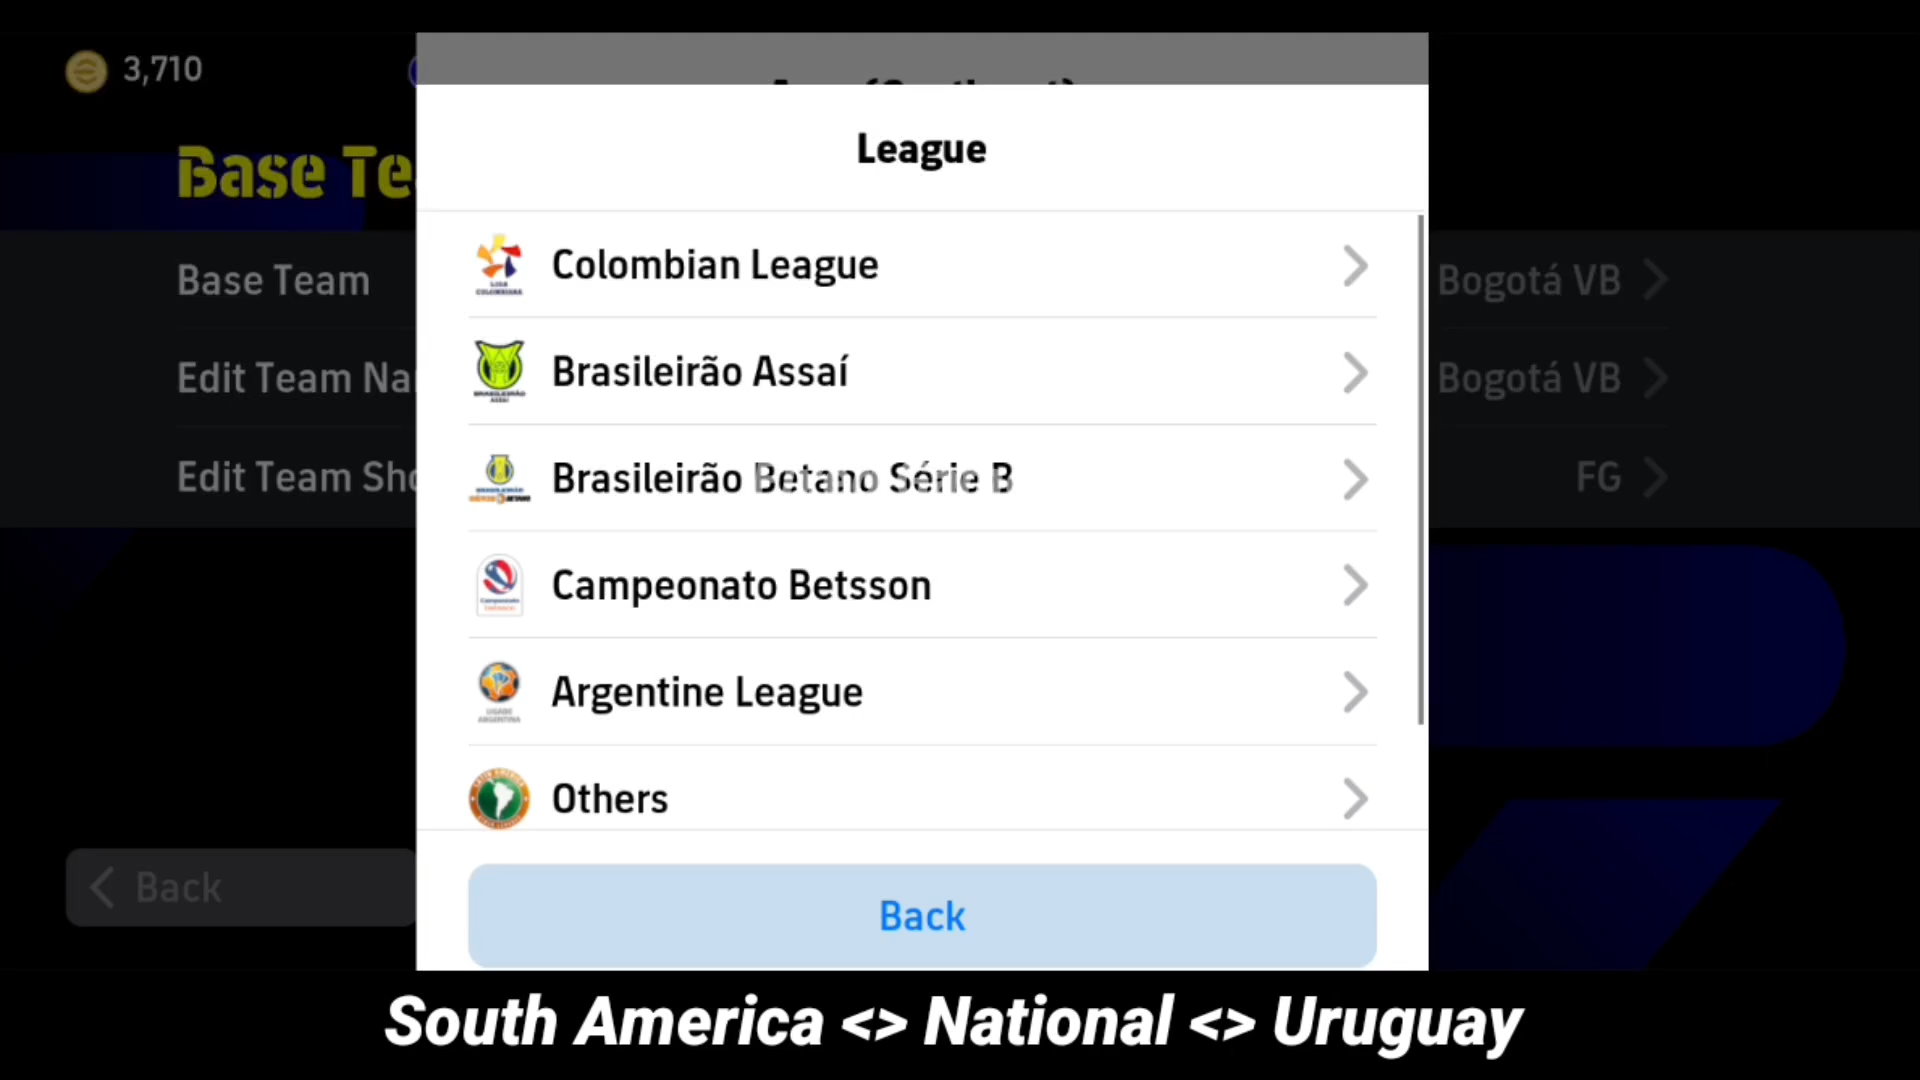 3,710
League
Base Te
Colombian League
Base Team
Bogotá VB
Brasileirão Assaí
Edit Team Na
Bogotá VB
Brasileirão Betano Série B
Edit Team Sho
FG
Campeonato Betsson
Argentine League
Others
Back
Back
South America <> National <> Uruguay